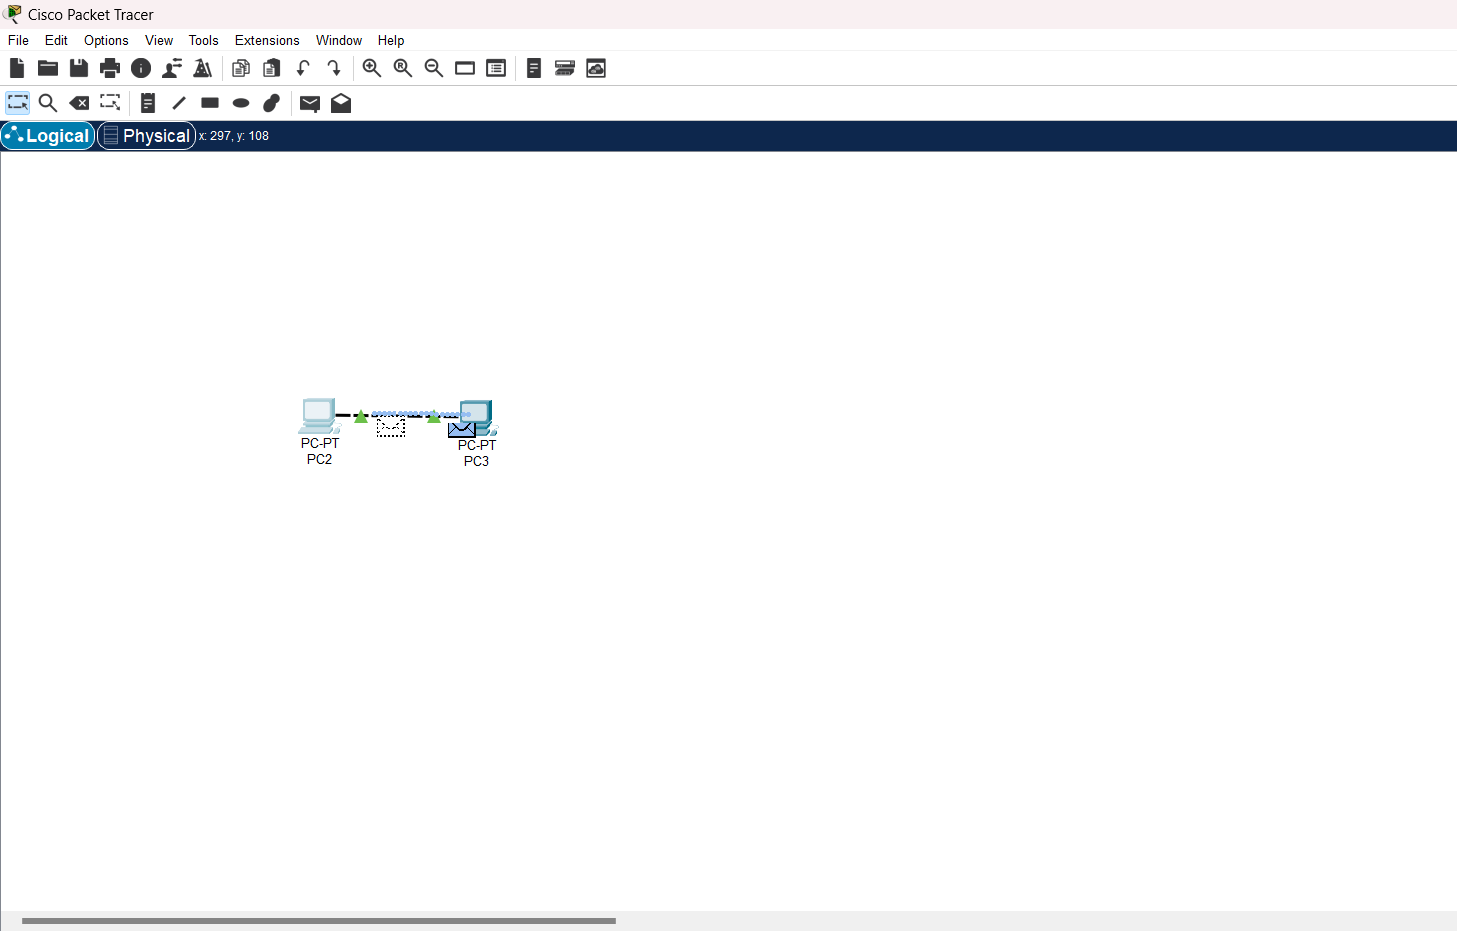 Cisco Packet Tracer
File Edit Options View Tools Extensions Window Help
Logical Physical x: 297, y: 108
PC-PT PC-PT
PC2 PC3